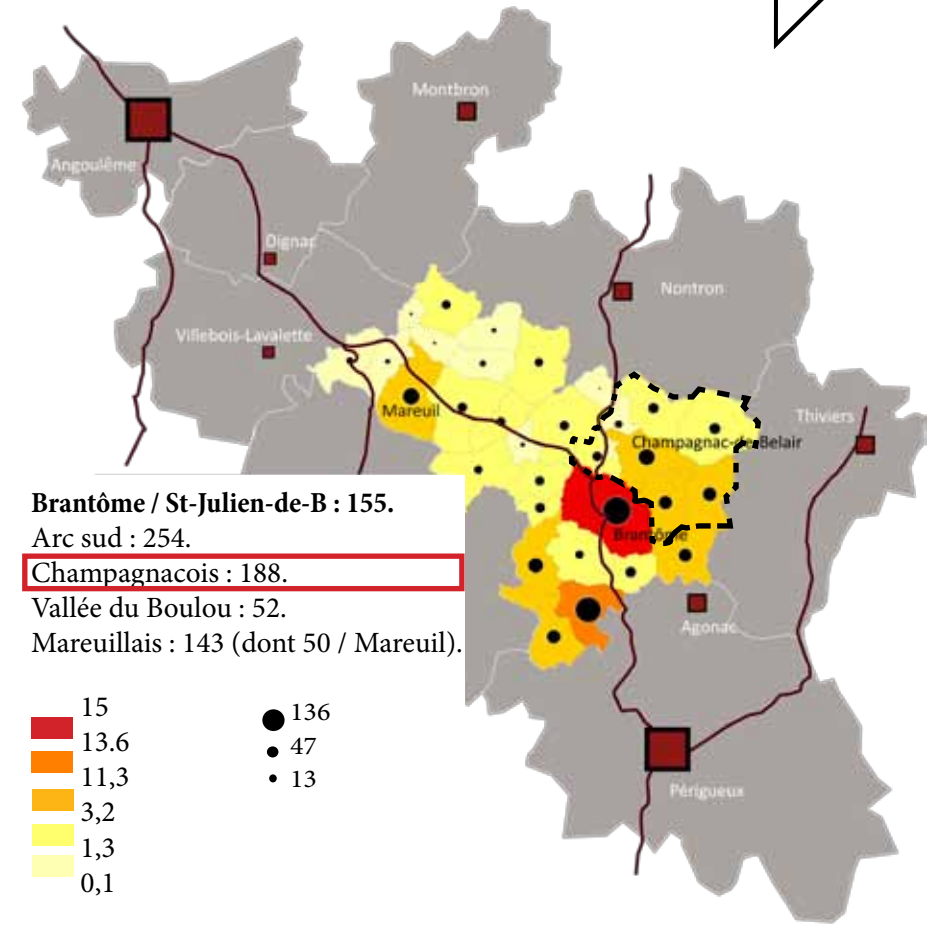 Montbron
Angoulême
Dignac
Nontron
Villebois-Lavalette
Mareuil
Thiviers
Champagnac-de-Belair
Brantôme / St-Julien-de-B : 155.
Arc sud : 254.
Champagnacois : 188.
Vallée du Boulou : 52.
Mareuillais : 143 (dont 50 / Mareuil).
Brantôme
Agonac
Périgueux
15
13.6
11,3
3,2
1,3
0,1
136
47
13